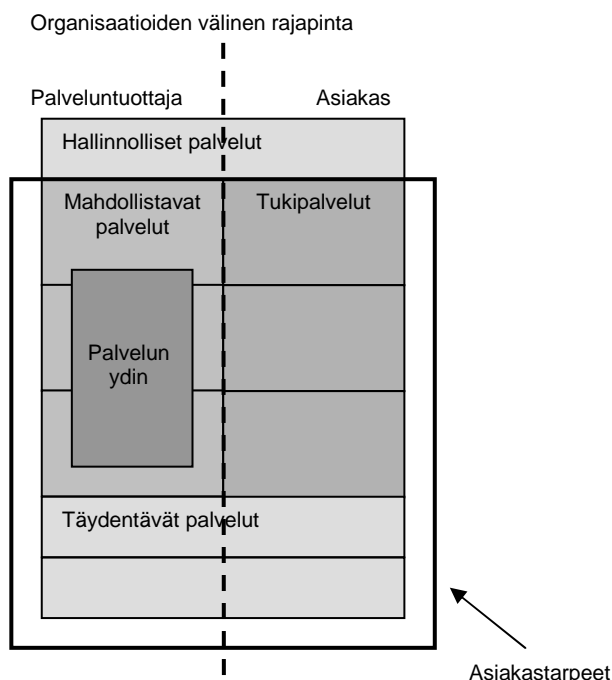 Organisaatioiden välinen rajapinta
Palveluntuottaja
Asiakas
Hallinnolliset palvelut
Mahdollistavat
palvelut
Tukipalvelut
Palvelun
ydin
Täydentävät palvelut
Asiakastarpeet